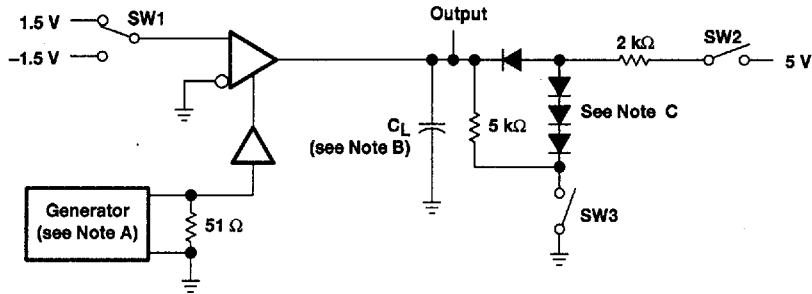 Output
1.5 V
SW1
–1.5 V
2 kΩ
SW2
5 V
CL
(see Note B)
5 kΩ
See Note C
SW3
Generator
(see Note A)
51 Ω